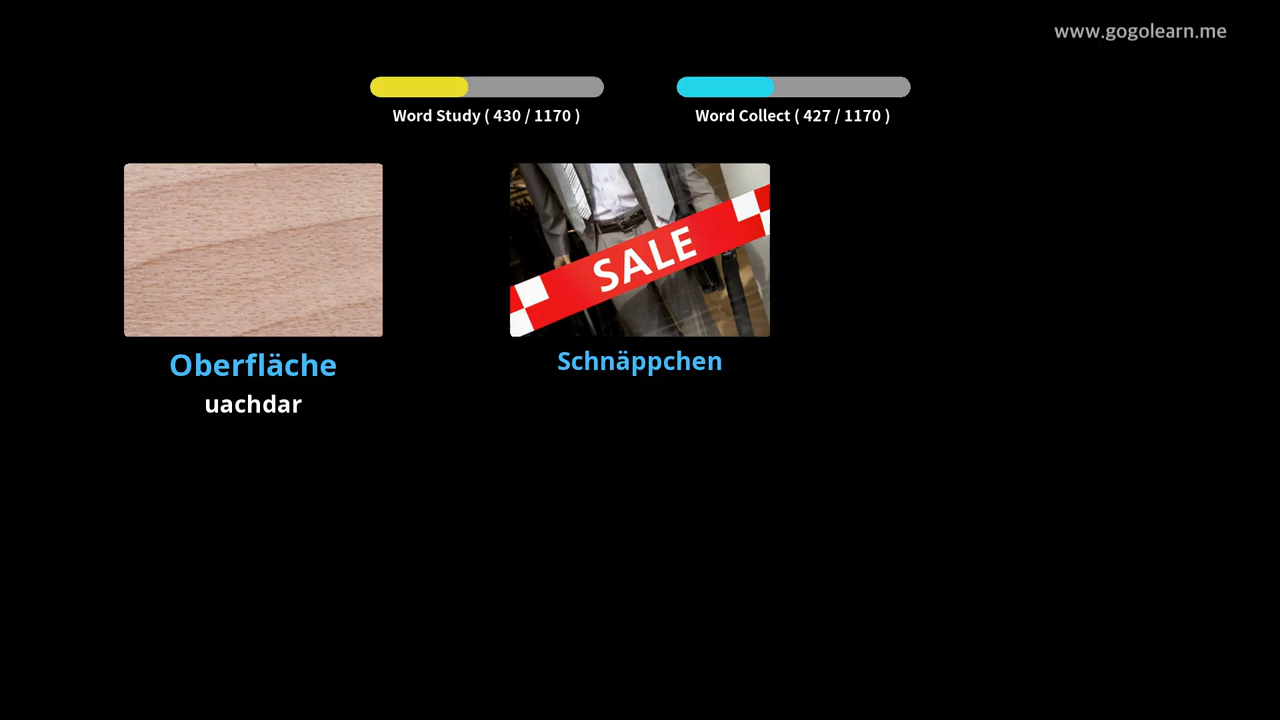 www.gogolearn.me
Word Study ( 430 / 1170 )
Word Collect ( 427 / 1170 )
SALE
Oberfläche
uachdar
Schnäppchen